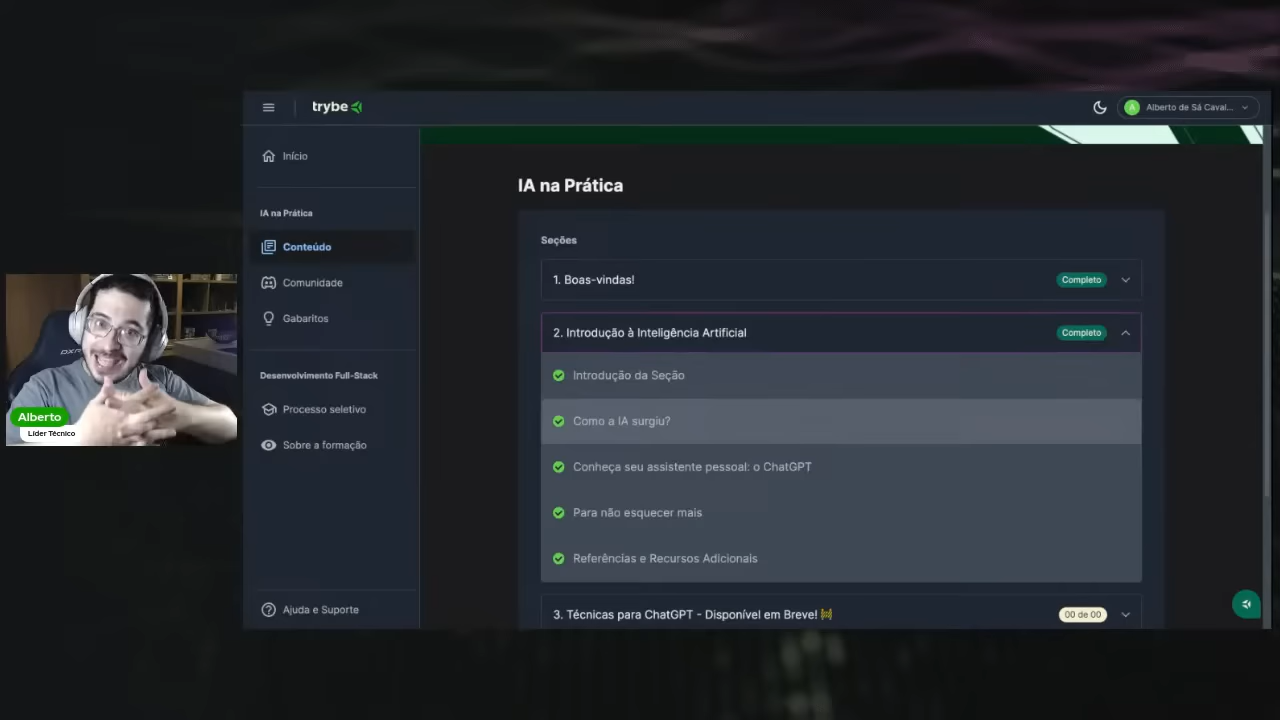 trybe
A
Alberto de Sá Caval...
Início
IA na Prática
Conteúdo
Comunidade
Gabaritos
Desenvolvimento Full-Stack
Processo seletivo
Sobre a formação
Ajuda e Suporte
IA na Prática
Seções
1. Boas-vindas!
Completo
2. Introdução à Inteligência Artificial
Completo
Introdução da Seção
Como a IA surgiu?
Conheça seu assistente pessoal: o ChatGPT
Para não esquecer mais
Referências e Recursos Adicionais
3. Técnicas para ChatGPT - Disponível em Breve! 🚧
00 de 00
DXR
Alberto
Líder Técnico